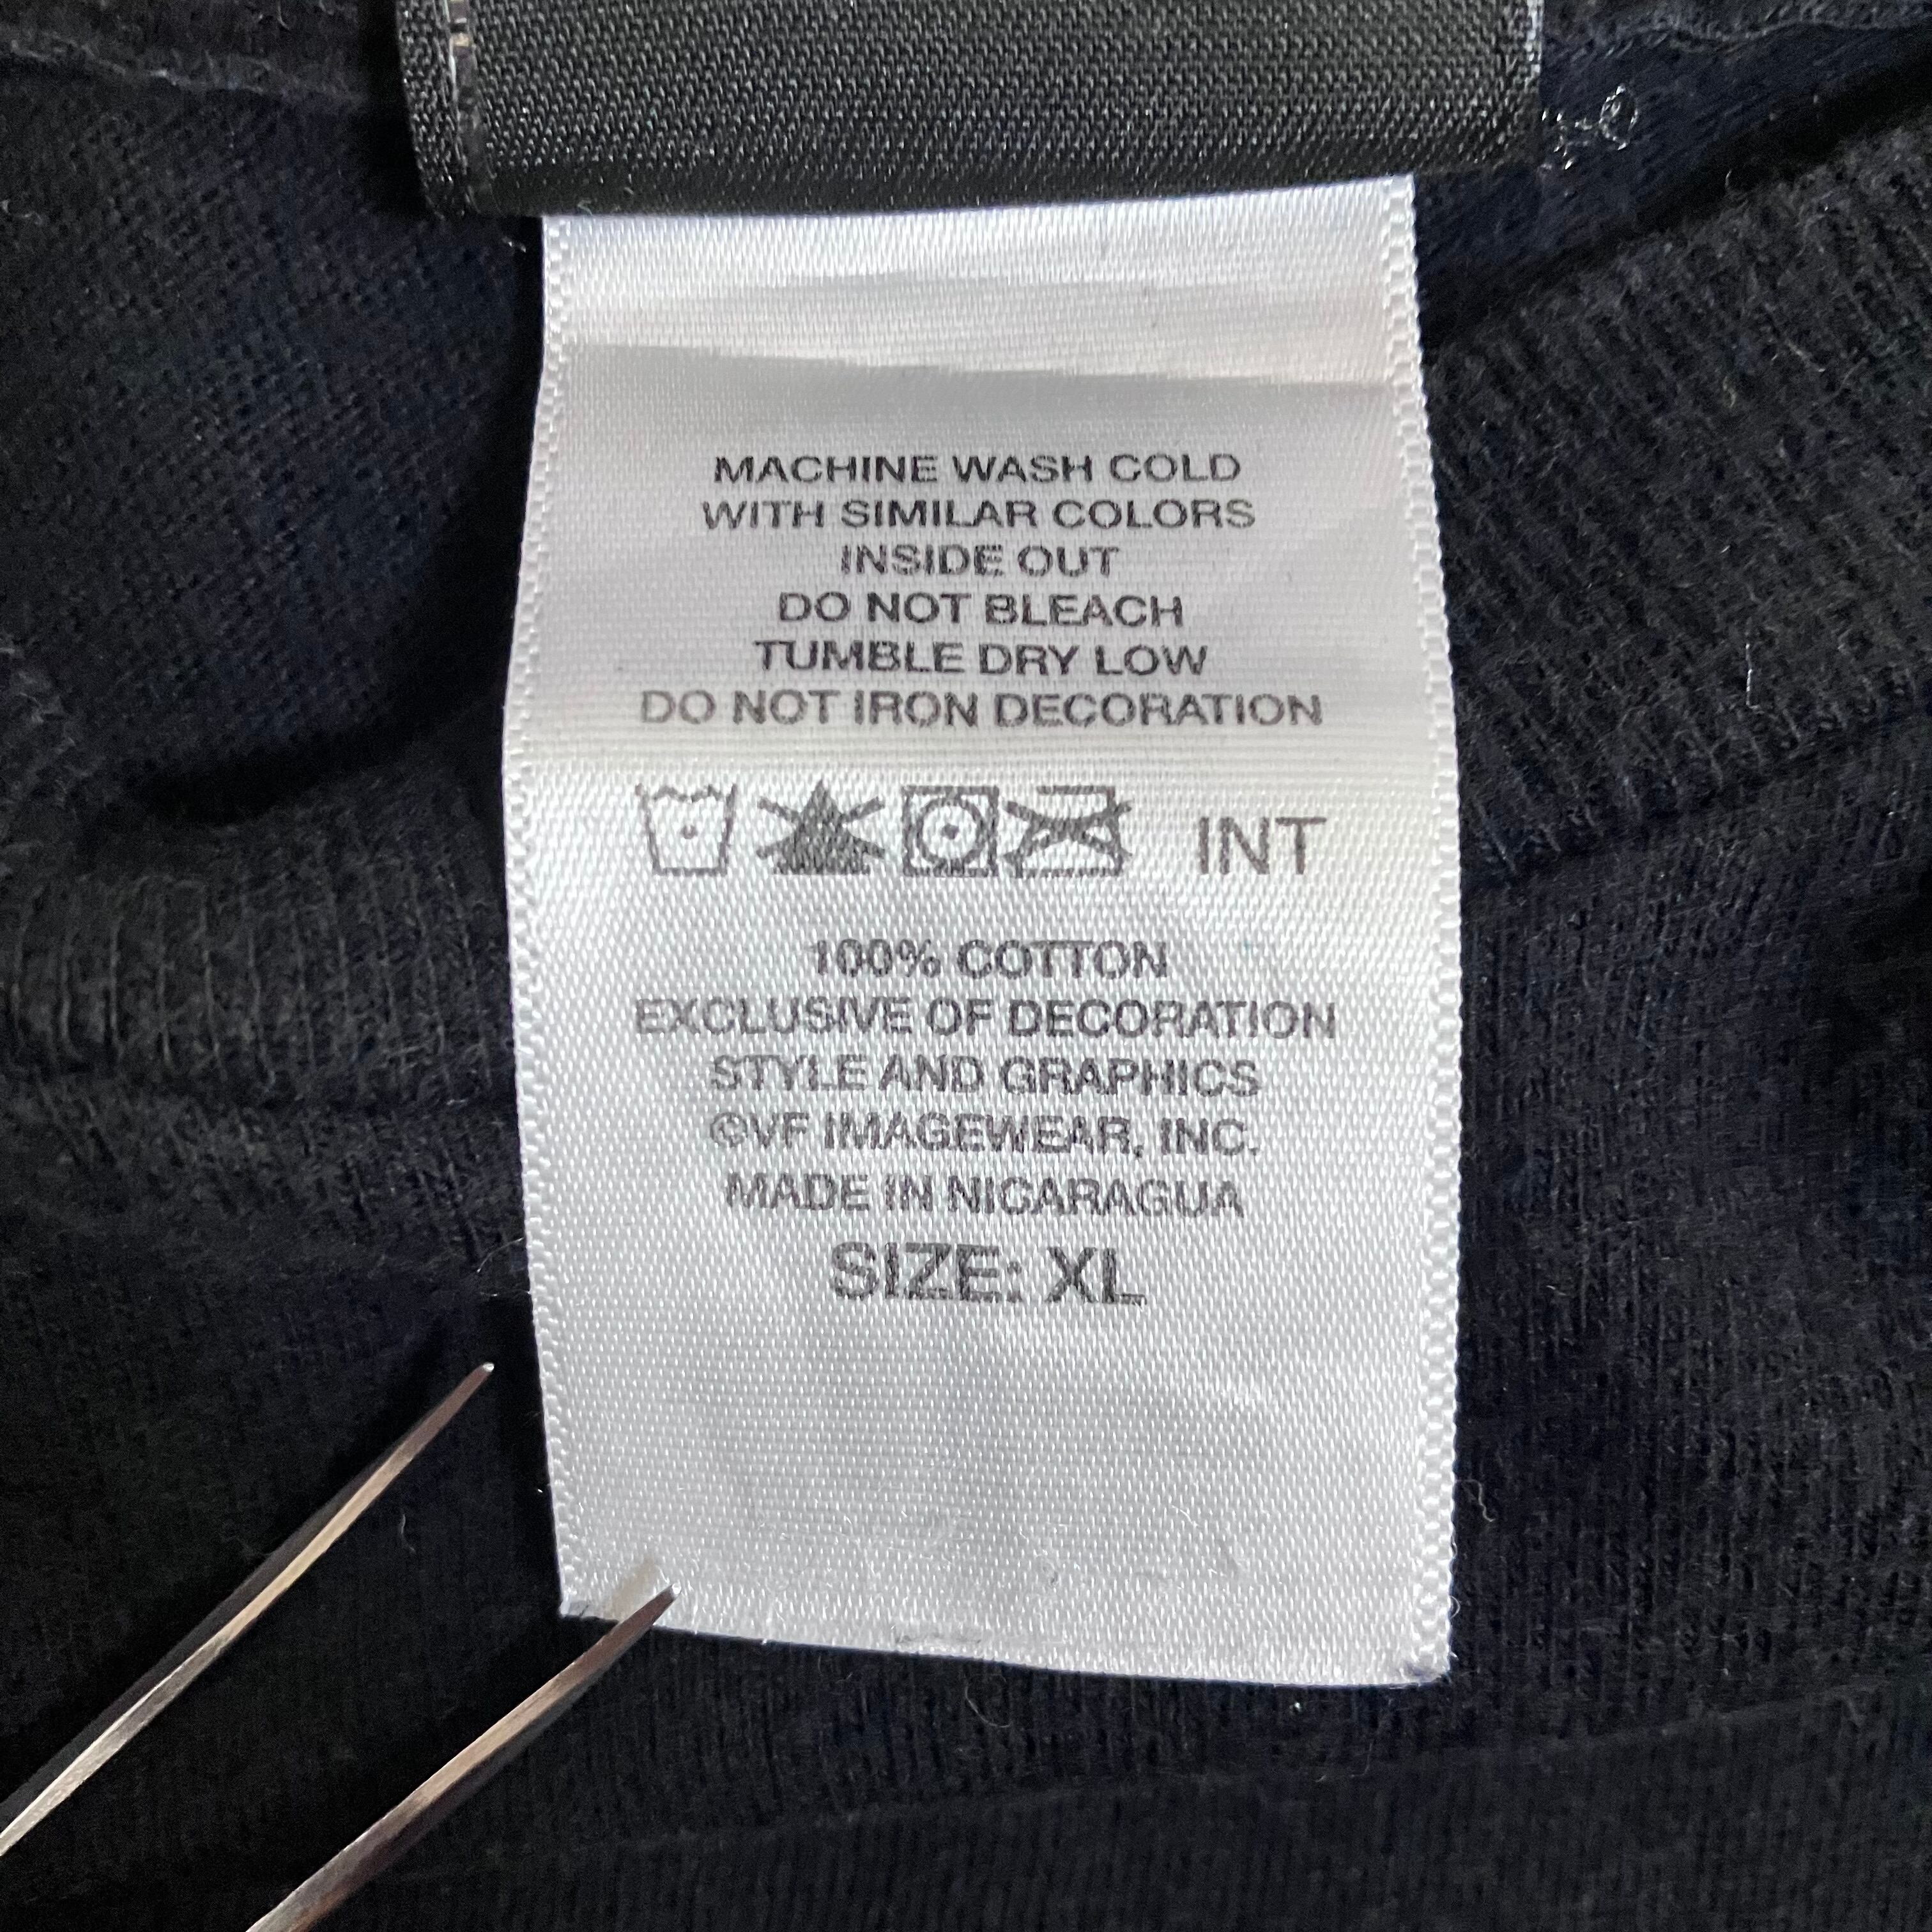 MACHINE WASH COLD
WITH SIMILAR COLORS
INSIDE OUT
DO NOT BLEACH
TUMBLE DRY LOW
DO NOT IRON DECORATION
INT
100% COTTON
EXCLUSIVE OF DECORATION
STYLE AND GRAPHICS
©VF IMAGEWEAR, INC.
MADE IN NICARAGUA
SIZE: XL